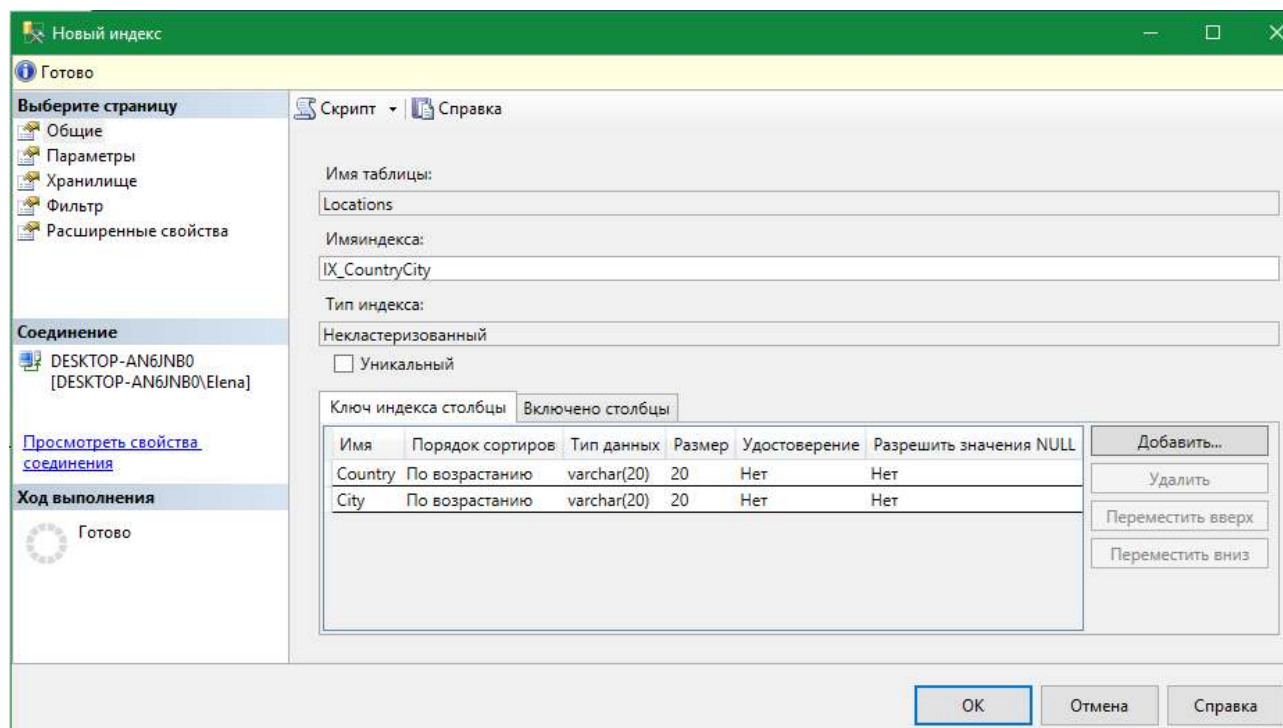 Новый индекс
Готово
Выберите страницу
Общие
Параметры
Хранилище
Фильтр
Расширенные свойства
Соединение
DESKTOP-AN6JNB0
[DESKTOP-AN6JNB0\Elena]
Просмотреть свойства
соединения
Ход выполнения
Готово
Скрипт Справка
Имя таблицы:
Locations
Имяиндекса:
IX_CountryCity
Тип индекса:
Некластеризованный
Уникальный
Ключ индекса столбцы Включено столбцы
Имя Порядок сортиров Тип данных Размер Удостоверение Разрешить значения NULL
Country По возрастанию varchar(20) 20 Нет Нет
City По возрастанию varchar(20) 20 Нет Нет
Добавить...
Удалить
Переместить вверх
Переместить вниз
ОК Отмена Справка